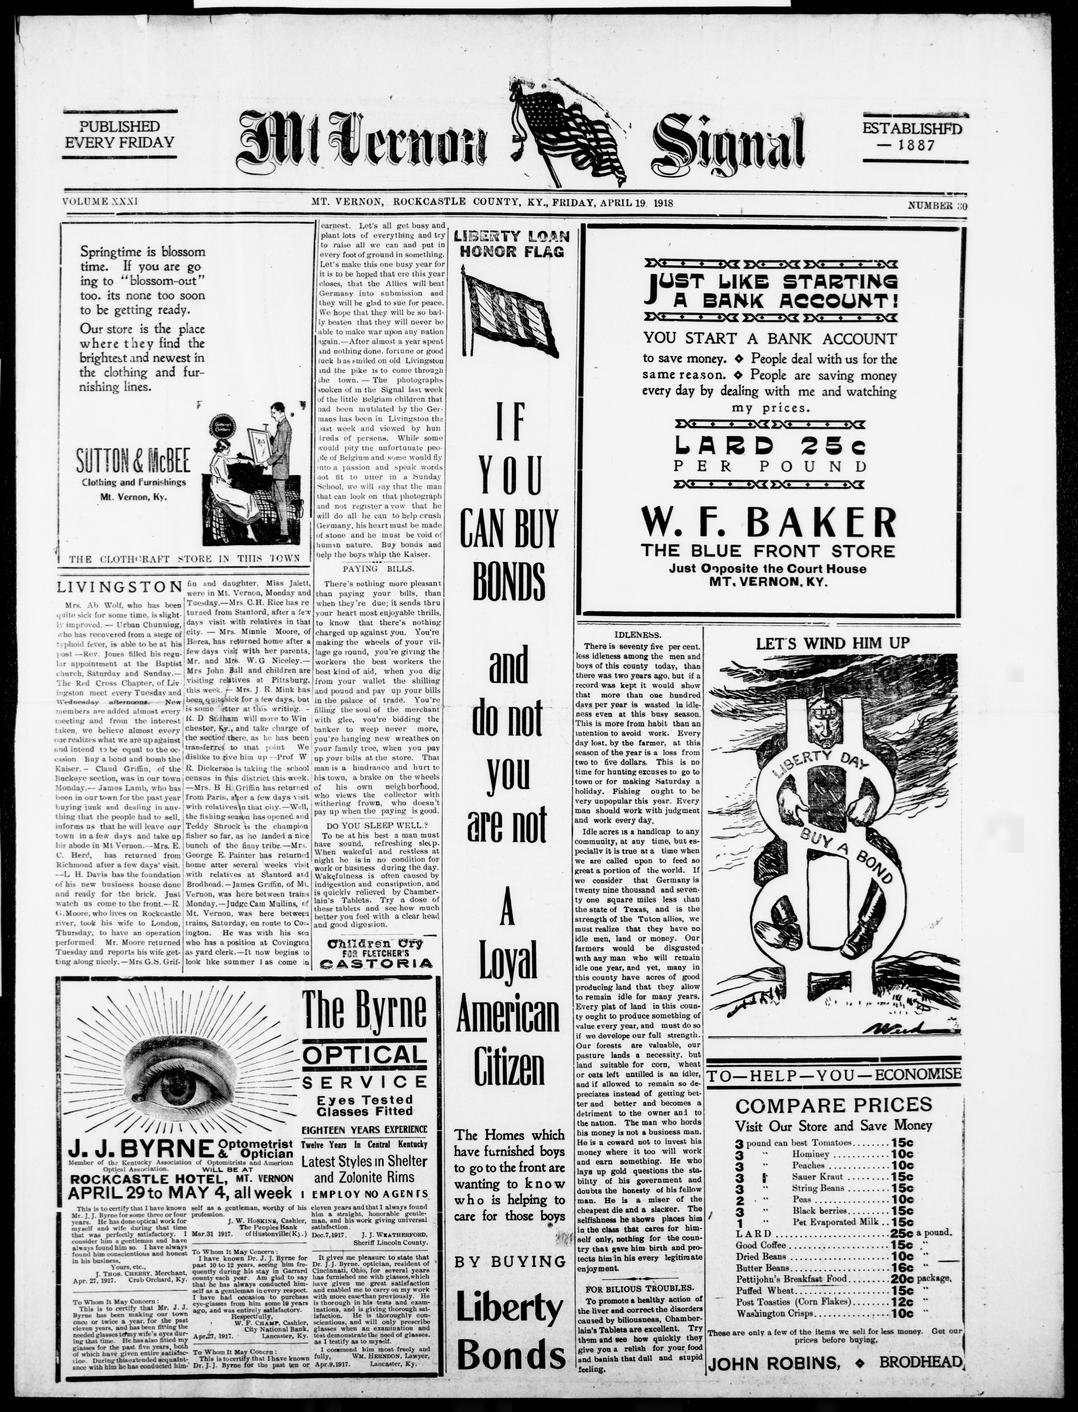 PUBLISHED
EVERY FRIDAY
Mt Vernon Signal
ESTABLISHED
— 1887
VOLUME XXXI
MT. VERNON, ROCKCASTLE COUNTY, KY., FRIDAY, APRIL 19, 1918
NUMBER 30
Springtime is blossom
time. If you are go
ing to "blossom-out"
too. its none too soon
to be getting ready.
Our store is the place
where they find the
brightest and newest in
the clothing and fur-
nishing lines.
SUTTON & McBEE
Clothing and Furnishings
Mt. Vernon, Ky.
THE CLOTHCRAFT STORE IN THIS TOWN
LIVINGSTON
Mrs. Ab Wolf, who has been
quite sick for some time, is slight-
ly improved. — Urban Chunning,
who has recovered from a siege of
typhoid fever, is able to be at his
post —Rev. Jones filled his regu-
lar appointment at the Baptist
church, Saturday and Sunday.—
The Red Cross Chapter, of Liv
ingston meet every Tuesday and
Wednesday afternoons. New
members are added almost every
meeting and from the interest
taken, we believe almost every
one realizes what we are up against
and intend to be equal to the oc-
casion Buy a bond and bomb the
Kaiser.— Claud Griffin, of the
Buckeye section, was in our town
Monday.— James Lamb, who has
been in our town for the past year
buying junk and dealing in any-
thing that the people had to sell,
informs us that he will leave our
town in a few days and take up
his abode in Mt. Vernon.—Mrs. E.
C. Herd, has returned from
Richmond after a few days' visit.
—L H. Davis has the foundation
of his new business house done
and ready for the brick. Just
watch us come to the front.—R.
G. Moore, who lives on Rockcastle
river, took his wife to London,
Thursday, to have an operation
performed. Mr. Moore returned
Tuesday and reports his wife get-
ting along nicely.—Mrs G.S. Grif-
fin and daughter, Miss Jalett,
were in Mt. Vernon, Monday and
Tuesday.—Mrs. C.H. Rice has re
turned from Stanford, after a few
days visit with relatives in that
city. — Mrs. Minnie Moore, of
Berea, has returned home after a
few days visit with her parents,
Mr. and Mrs. W. G Niceley.—
Mrs John Ball and children are
visiting relatives at Pittsburg,
this week.— Mrs. J. R. Mink has
been quite sick for a few days, but
is some better at this writing. -
R. D. will move to Win
chester, Ky., and take charge of
the section there, as he has been
transferred to that point We
dislike to give him up —Prof W
R. Dickerson is taking the school
census in this district this week.
—Mrs. B H Griffin has returned
from Paris, after a few days visit
with relatives in that city.—Well,
the fishing season has opened and
Teddy Shrock is the champion
fisher so far, as he landed a nice
bunch of the finny tribe.—Mrs.
George E. Painter has returned
home after several weeks visit
with relatives at Stanford and
Brodhead.—James Griffin, of Mt.
Vernon, was here between trains
Monday.—Judge Cam Mullins, of
Mt. Vernon, was here between
trains, Saturday, en route to Cov-
ington. He was with his son
who has a position at Covington
as yard clerk.—It now begins to
look like summer as come in
earnest. Let's all get busy and
plant lots of everything and try
to raise all we can and put in
every foot of ground in something.
Let's make this one busy year for
it is to be hoped that ere this year
closes, that the Allies will beat
Germany into submission and
they will be glad to sue for peace.
We hope that they will be so bad-
ly beaten that they will never be
able to make war upon any nation
again.—After almost a year spent
and nothing done, fortune or good
luck has smiled on old Livingston
and the pike is to come through
the town. — The photographs
spoken of in the Signal last week
of the little Belgium children that
had been mutilated by the Ger-
mans has been in Livingston the
past week and viewed by hun
dreds of persons. While some
would pity the unfortunate peo-
ple of Belgium and some would fly
into a passion and speak words
not fit to utter in a Sunday
School, we will say that the man
that can look on that photograph
and not register a vow that he
will do all he can to help crush
Germany, his heart must be made
of stone and he must be void of
human nature. Buy bonds and
help the boys whip the Kaiser.
PAYING BILLS.
There's nothing more pleasant
than paying your bills, than
when they're due; it sends thru
your heart most enjoyable thrills,
to know that there's nothing
charged up against you. You're
making the wheels of your vil-
lage go round, you're giving the
workers the best workers the
best kind of aid, when you dig
from your wallet the shilling
and pound and pay up your bills
in the palace of trade. You're
filling the soul of the merchant
with glee, you're bidding the
banker to weep never more,
you're hanging new wreathes on
your family tree, when you pay
up your bills at the store. That
man is a hindrance and hurt to
his town, a brake on the wheels
of his own neighborhood,
who views the collector with
withering frown, who doesn't
pay up when the paying is good.
DO YOU SLEEP WELL?
To be at his best a man must
have sound, refreshing sleep.
When wakeful and restless at
night he is in no condition for
work or business during the day.
Wakefulness is often caused by
indigestion and constipation, and
is quickly relieved by Chamber-
lain's Tablets. Try a dose of
these tablets and see how much
better you feel with a clear head
and good digestion.
Children Cry
FOR FLETCHER'S
CASTORIA
LIBERTY LOAN
HONOR FLAG
IF
YOU
CAN BUY
BONDS
and
do not
you
are not
A
Loyal
American
Citizen
The Homes which
have furnished boys
to go to the front are
wanting to know
who is helping to
care for those boys
BY BUYING
Liberty
Bonds
JUST LIKE STARTING
A BANK ACCOUNT!
YOU START A BANK ACCOUNT
to save money. ❖ People deal with us for the
same reason. ❖ People are saving money
every day by dealing with me and watching
my prices.
LARD 25c
PER POUND
W. F. BAKER
THE BLUE FRONT STORE
Just Opposite the Court House
MT. VERNON, KY.
IDLENESS.
There is seventy five per cent.
less idleness among the men and
boys of this county today, than
there was two years ago, but if a
record was kept it would show
that more than one hundred
days per year is wasted in idle-
ness even at this busy season.
This is more from habit than an
intention to avoid work. Every
day lost, by the farmer, at this
season of the year is a loss from
two to five dollars. This is no
time for hunting excuses to go to
town or for making Saturday a
holiday. Fishing ought to be
very unpopular this year. Every
man should work with judgment
and work every day.
Idle acres is a handicap to any
community, at any time, but es-
pecially it is true at a time when
we are called upon to feed so
great a portion of the world. If
we consider that Germany is
twenty nine thousand and seven-
ty one square miles less than
the state of Texas, and is the
strength of the Tuton allies, we
must realize that they have no
idle men, land or money. Our
farmers would be disgusted
with any man who will remain
idle one year, and yet, many in
this county have acres of good
producing land that they allow
to remain idle for many years.
Every plat of land in this coun-
ty ought to produce something of
value every year, and must do so
if we develope our full strength.
Our forests are valuable, our
pasture lands a necessity, but
land suitable for corn, wheat
or oats left untilled is an idler,
and if allowed to remain so de-
preciates instead of getting bet-
ter and better and becomes a
detriment to the owner and to
the nation. The man who hords
his money is not a business man.
He is a coward not to invest his
money where it too will work
and earn something. He who
lays up gold questions the sta-
bility of his government and
doubts the honesty of his fellow
man. He is a miser of the
cheapest die and a slacker. The
selfishness he shows places him
in the class that cares for him-
self only, nothing for the coun-
try that gave him birth and pro-
tects him in his every legitimate
enjoyment.
FOR BILIOUS TROUBLES.
To promote a healthy action of
the liver and correct the disorders
caused by biliousness, Chamber-
lain's Tablets are excellent. Try
them and see how quickly they
give you a relish for your food
and banish that dull and stupid
feeling.
LET'S WIND HIM UP
LIBERTY DAY
BUY A BOND
TO—HELP—YOU—ECONOMISE
COMPARE PRICES
Visit Our Store and Save Money
3 pound can best Tomatoes........15c
3 " Hominey............10c
3 " Peaches............10c
3 " Sauer Kraut........15c
3 " String Beans.......15c
2 " Peas...............10c
3 " Black berries......15c
1 " Pet Evaporated Milk..15c
LARD........25c a pound.
Good Coffee........15c "
Dried Beans........10c "
Butter Beans.......16c "
Pettijohn's Breakfast Food........20c package,
Puffed Wheat.......15c "
Post Toasties (Corn Flakes)........12c "
Washington Crisps........10c "
These are only a few of the items we sell for less money. Get our
prices before buying,
JOHN ROBINS, ❖ BRODHEAD
The Byrne
OPTICAL
SERVICE
Eyes Tested
Glasses Fitted
EIGHTEEN YEARS EXPERIENCE
Twelve Years In Central Kentucky
Latest Styles in Shelter
and Zolonite Rims
I EMPLOY NO AGENTS
J. J. BYRNE Optometrist
& Optician
Member of the Kentucky Association of Optomitrists and American
Optical Association.
WILL BE AT
ROCKCASTLE HOTEL, MT. VERNON
APRIL 29 to MAY 4, all week
This is to certify that I have known
Mr. J. J. Byrne for some three or four
years. He has done optical work for
myself and wife during that time
that was perfectly satisfactory. I
consider him a gentleman and have
always found him so. I have always
found him conscientious and honest
in his business,
Yours, etc.,
J. THOS. CHERRY, Merchant,
Apr. 27, 1917. Crab Orchard, Ky.
To Whom It May Concern:
This is to certify that Mr. J. J.
Byrne has been making our town
once or twice a year, for the past
eleven years, and has been fitting the
needed glasses to my wife's eyes dur-
ing that time. He has also fitted my
glasses for the past five years, both
of which have given entire satisfac-
tion. During this extended acquaint-
ance with him he has conducted him-
self as a gentleman, worthy of his
profession.
J. W. HOSKINS, Cashier,
The Peoples Bank
Mar.31 1917. of Hustonville(Ky.)
To Whom It May Concern:
I have known Dr. J. J. Byrne for
past 10 to 12 years, seeing him fre-
quently during his stay in Garrard
county each year. Am glad to say
that he has always conducted him-
self as a gentleman in every respect.
I have had occasion to purchase
eye-glasses from him some 10 years
ago, and was entirely satisfactory.
Respectfully,
W. F. CHAMP, Cashier,
City National Bank,
Apr.27, 1917. Lancaster, Ky.
To Whom It May Concern:
This is to certify that I have known
Dr. J. J. Byrne for the past ten or
eleven years and that I always found
him a straight, honorable gentle-
man, and his work giving universal
satisfaction.
Dec.7,1917. J. J. WEATHERFORD,
Sheriff Lincoln County.
It gives me pleasure to state that
Dr. J.J. Byrne, optician, resident of
Cincinnati, Ohio, for several years
has furnished me with glasses, which
have given me great satisfaction
and enabled me to carry on my work
with more ease than previously. He
is thorough in his tests and exam-
inations, and is giving thorough sat-
isfaction. He is thoroughly con-
scientious, and will only prescribe
glasses when an examination and
test demonstrate the need of glasses.
as I testify as to myself.
I commend him most freely and
fully,
WM. HERNDON, Lawyer,
Apr.9,1917. Lancaster, Ky.